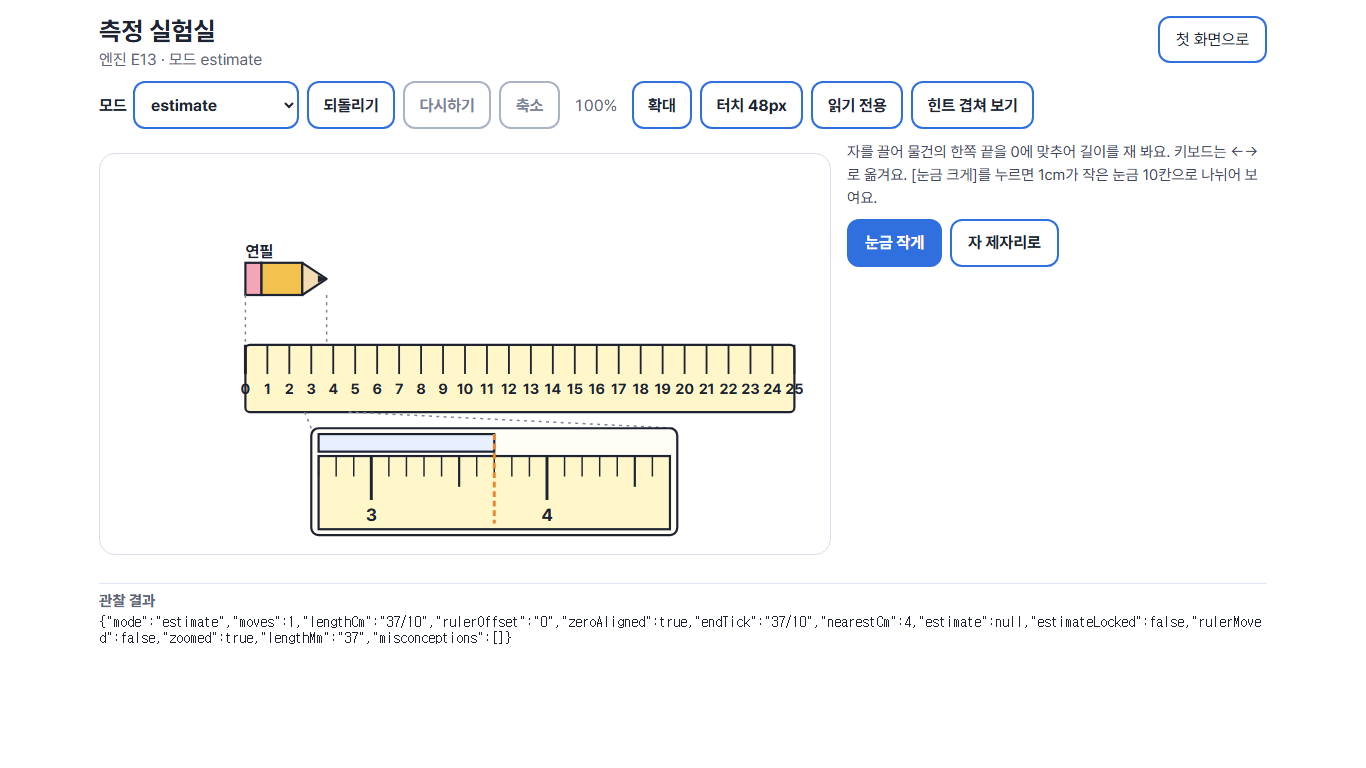 측정 실험실
엔진 E13 · 모드 estimate
첫 화면으로
모드 estimate 되돌리기 다시하기 축소 100% 확대 터치 48px 읽기 전용 힌트 겹쳐 보기
자를 끌어 물건의 한쪽 끝을 0에 맞추어 길이를 재 봐요. 키보드는 ←→
로 옮겨요. [눈금 크게]를 누르면 1cm가 작은 눈금 10칸으로 나뉘어 보
여요.
눈금 작게 자 제자리로
연필
0 1 2 3 4 5 6 7 8 9 10 11 12 13 14 15 16 17 18 19 20 21 22 23 24 25
3 4
관찰 결과
{"mode":"estimate","moves":1,"lengthCm":"37/10","rulerOffset":"0","zeroAligned":true,"endTick":"37/10","nearestCm":4,"estimate":null,"estimateLocked":false,"rulerMove
d":false,"zoomed":true,"lengthMm":"37","misconceptions":[]}